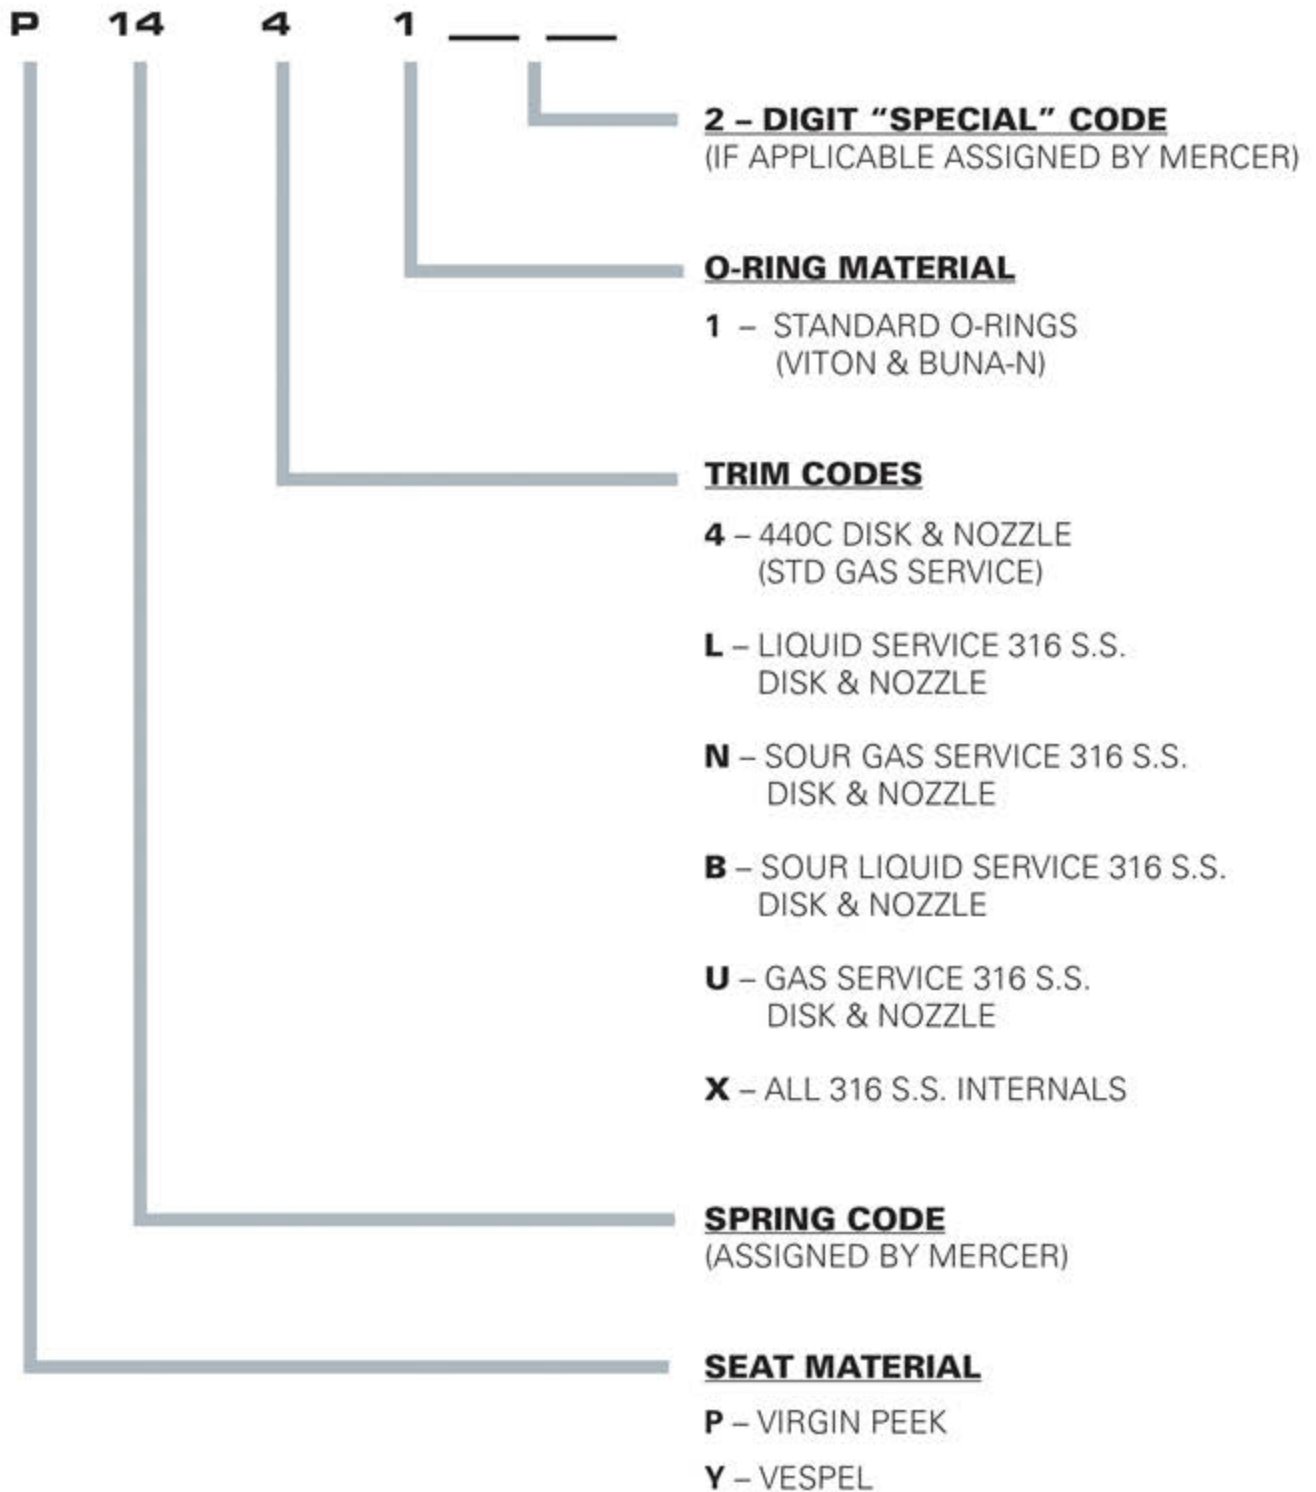 P 14 4 1 __ __
2 – DIGIT “SPECIAL” CODE
(IF APPLICABLE ASSIGNED BY MERCER)
O-RING MATERIAL
1 – STANDARD O-RINGS
(VITON & BUNA-N)
TRIM CODES
4 – 440C DISK & NOZZLE
(STD GAS SERVICE)
L – LIQUID SERVICE 316 S.S.
DISK & NOZZLE
N – SOUR GAS SERVICE 316 S.S.
DISK & NOZZLE
B – SOUR LIQUID SERVICE 316 S.S.
DISK & NOZZLE
U – GAS SERVICE 316 S.S.
DISK & NOZZLE
X – ALL 316 S.S. INTERNALS
SPRING CODE
(ASSIGNED BY MERCER)
SEAT MATERIAL
P – VIRGIN PEEK
Y – VESPEL